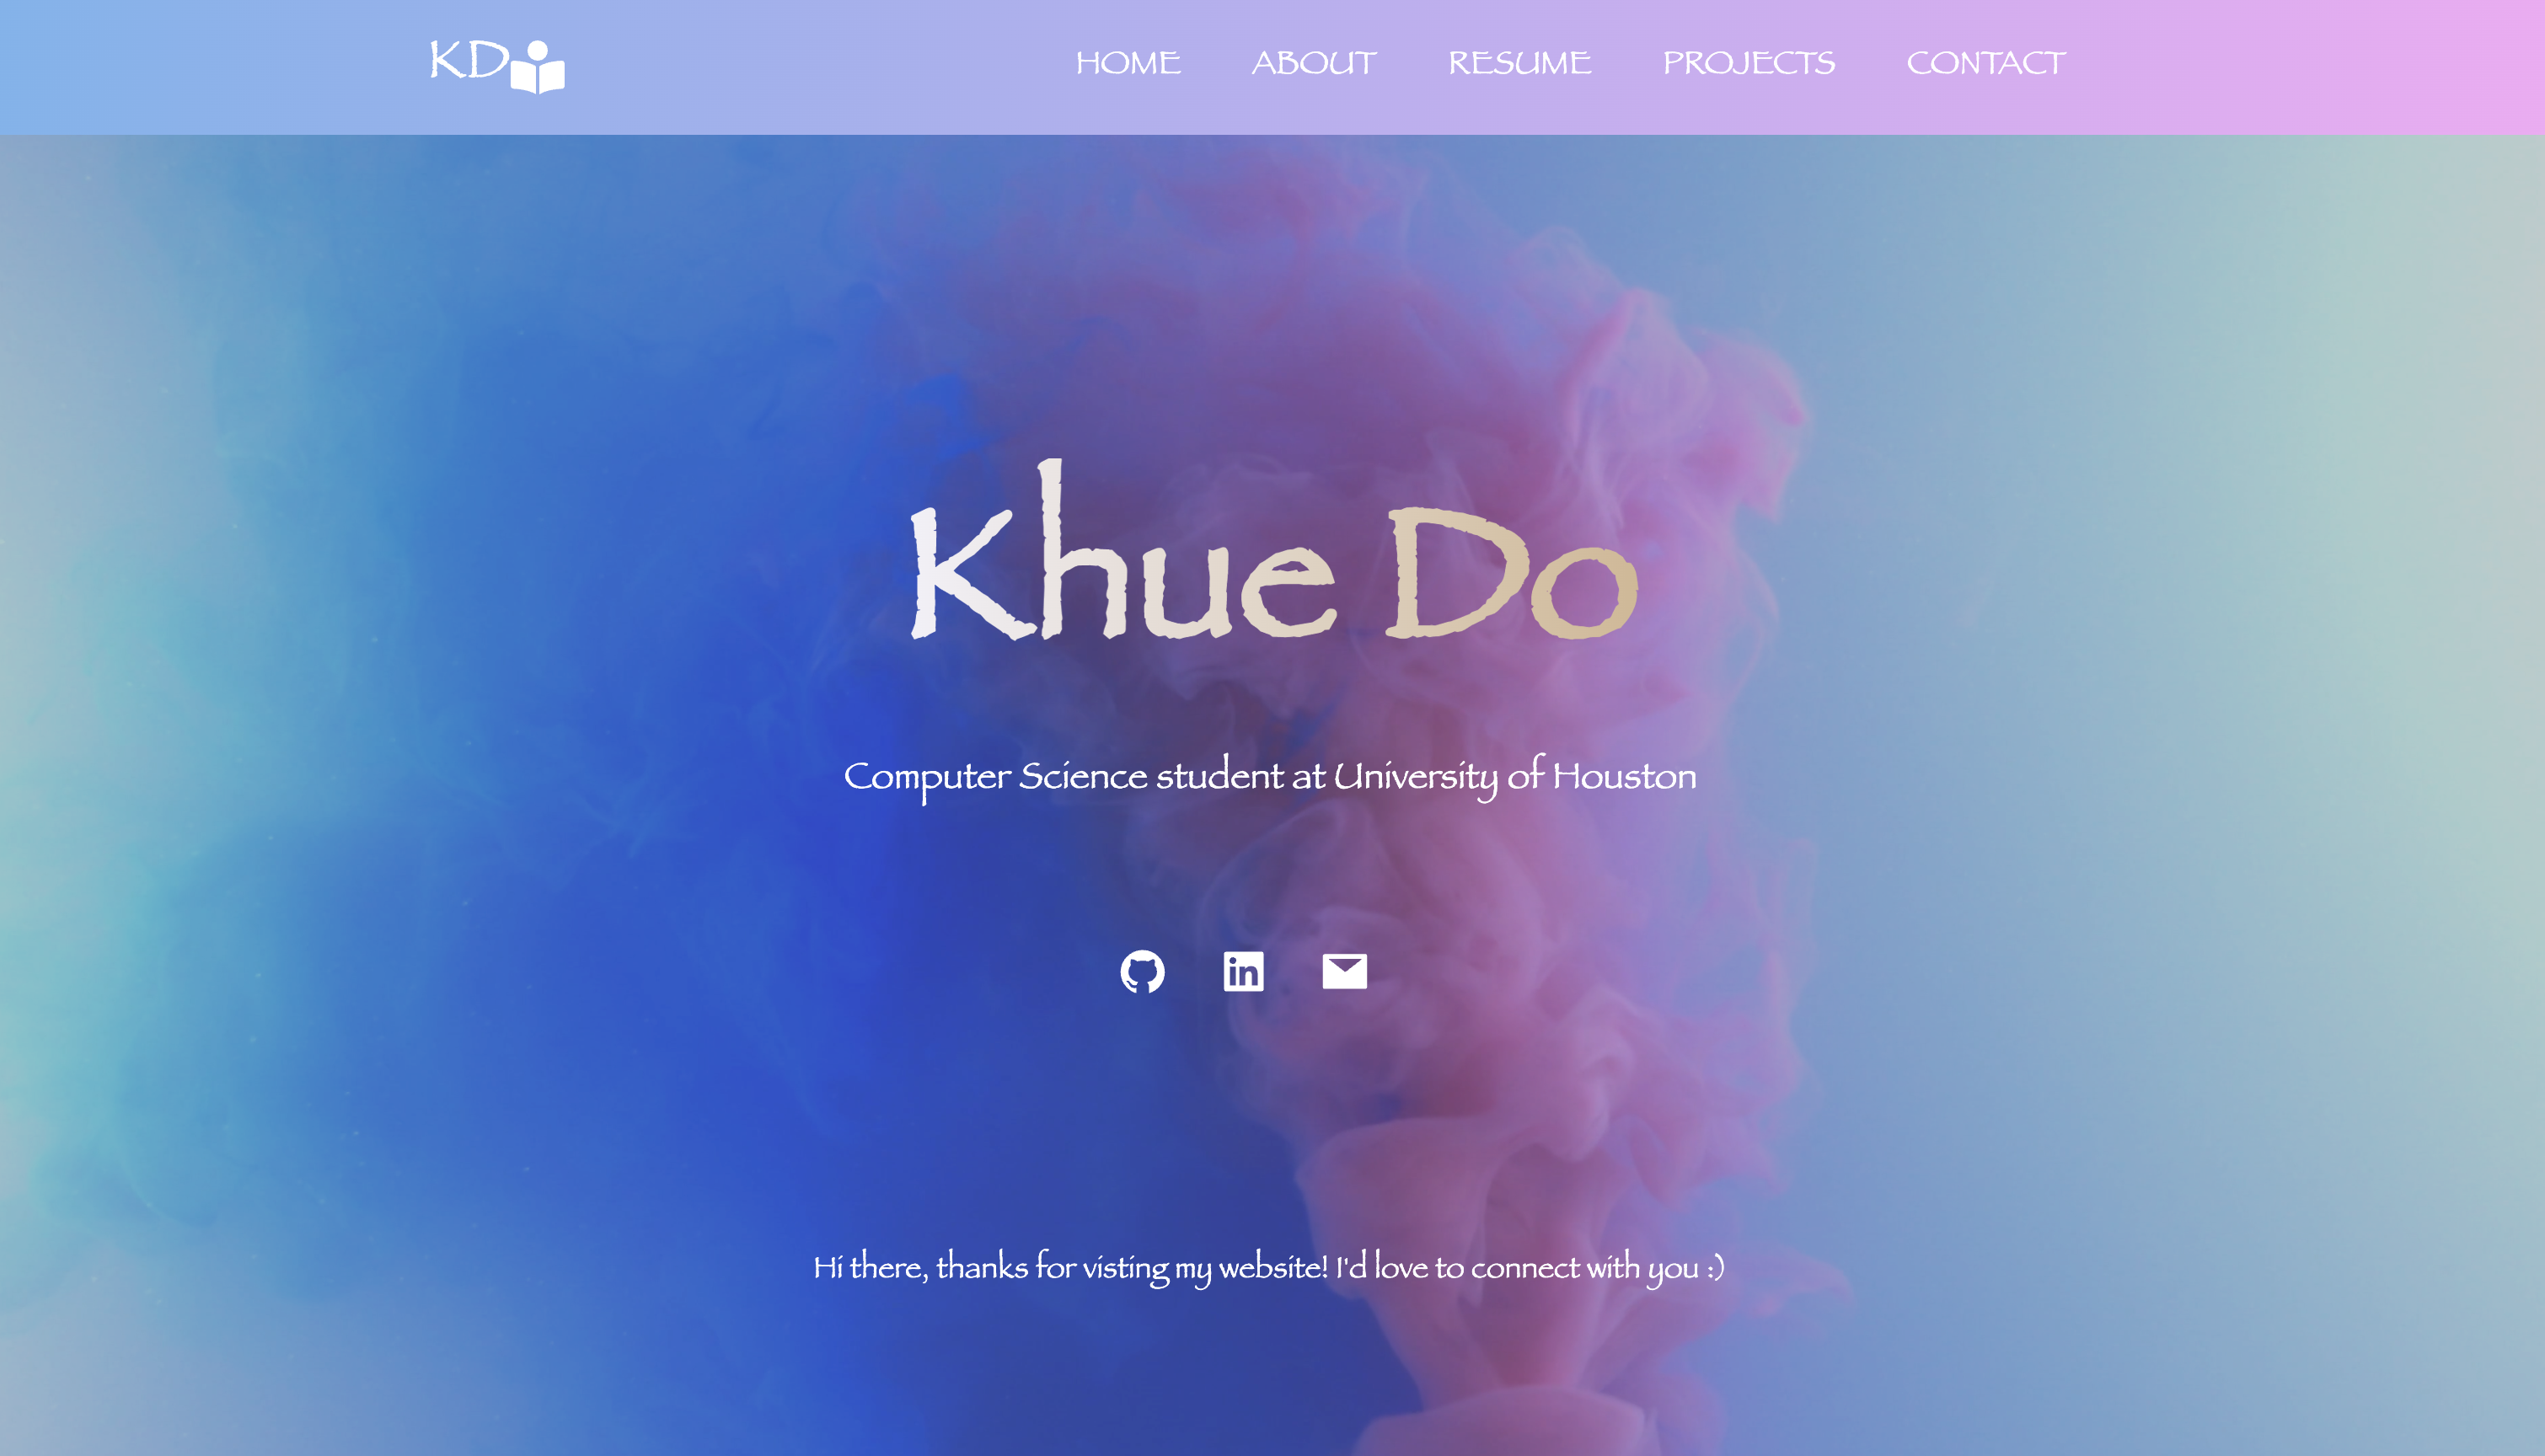 KD
HOME ABOUT RESUME PROJECTS CONTACT
Khue Do
Computer Science student at University of Houston
in
Hi there, thanks for visting my website! I'd love to connect with you :)